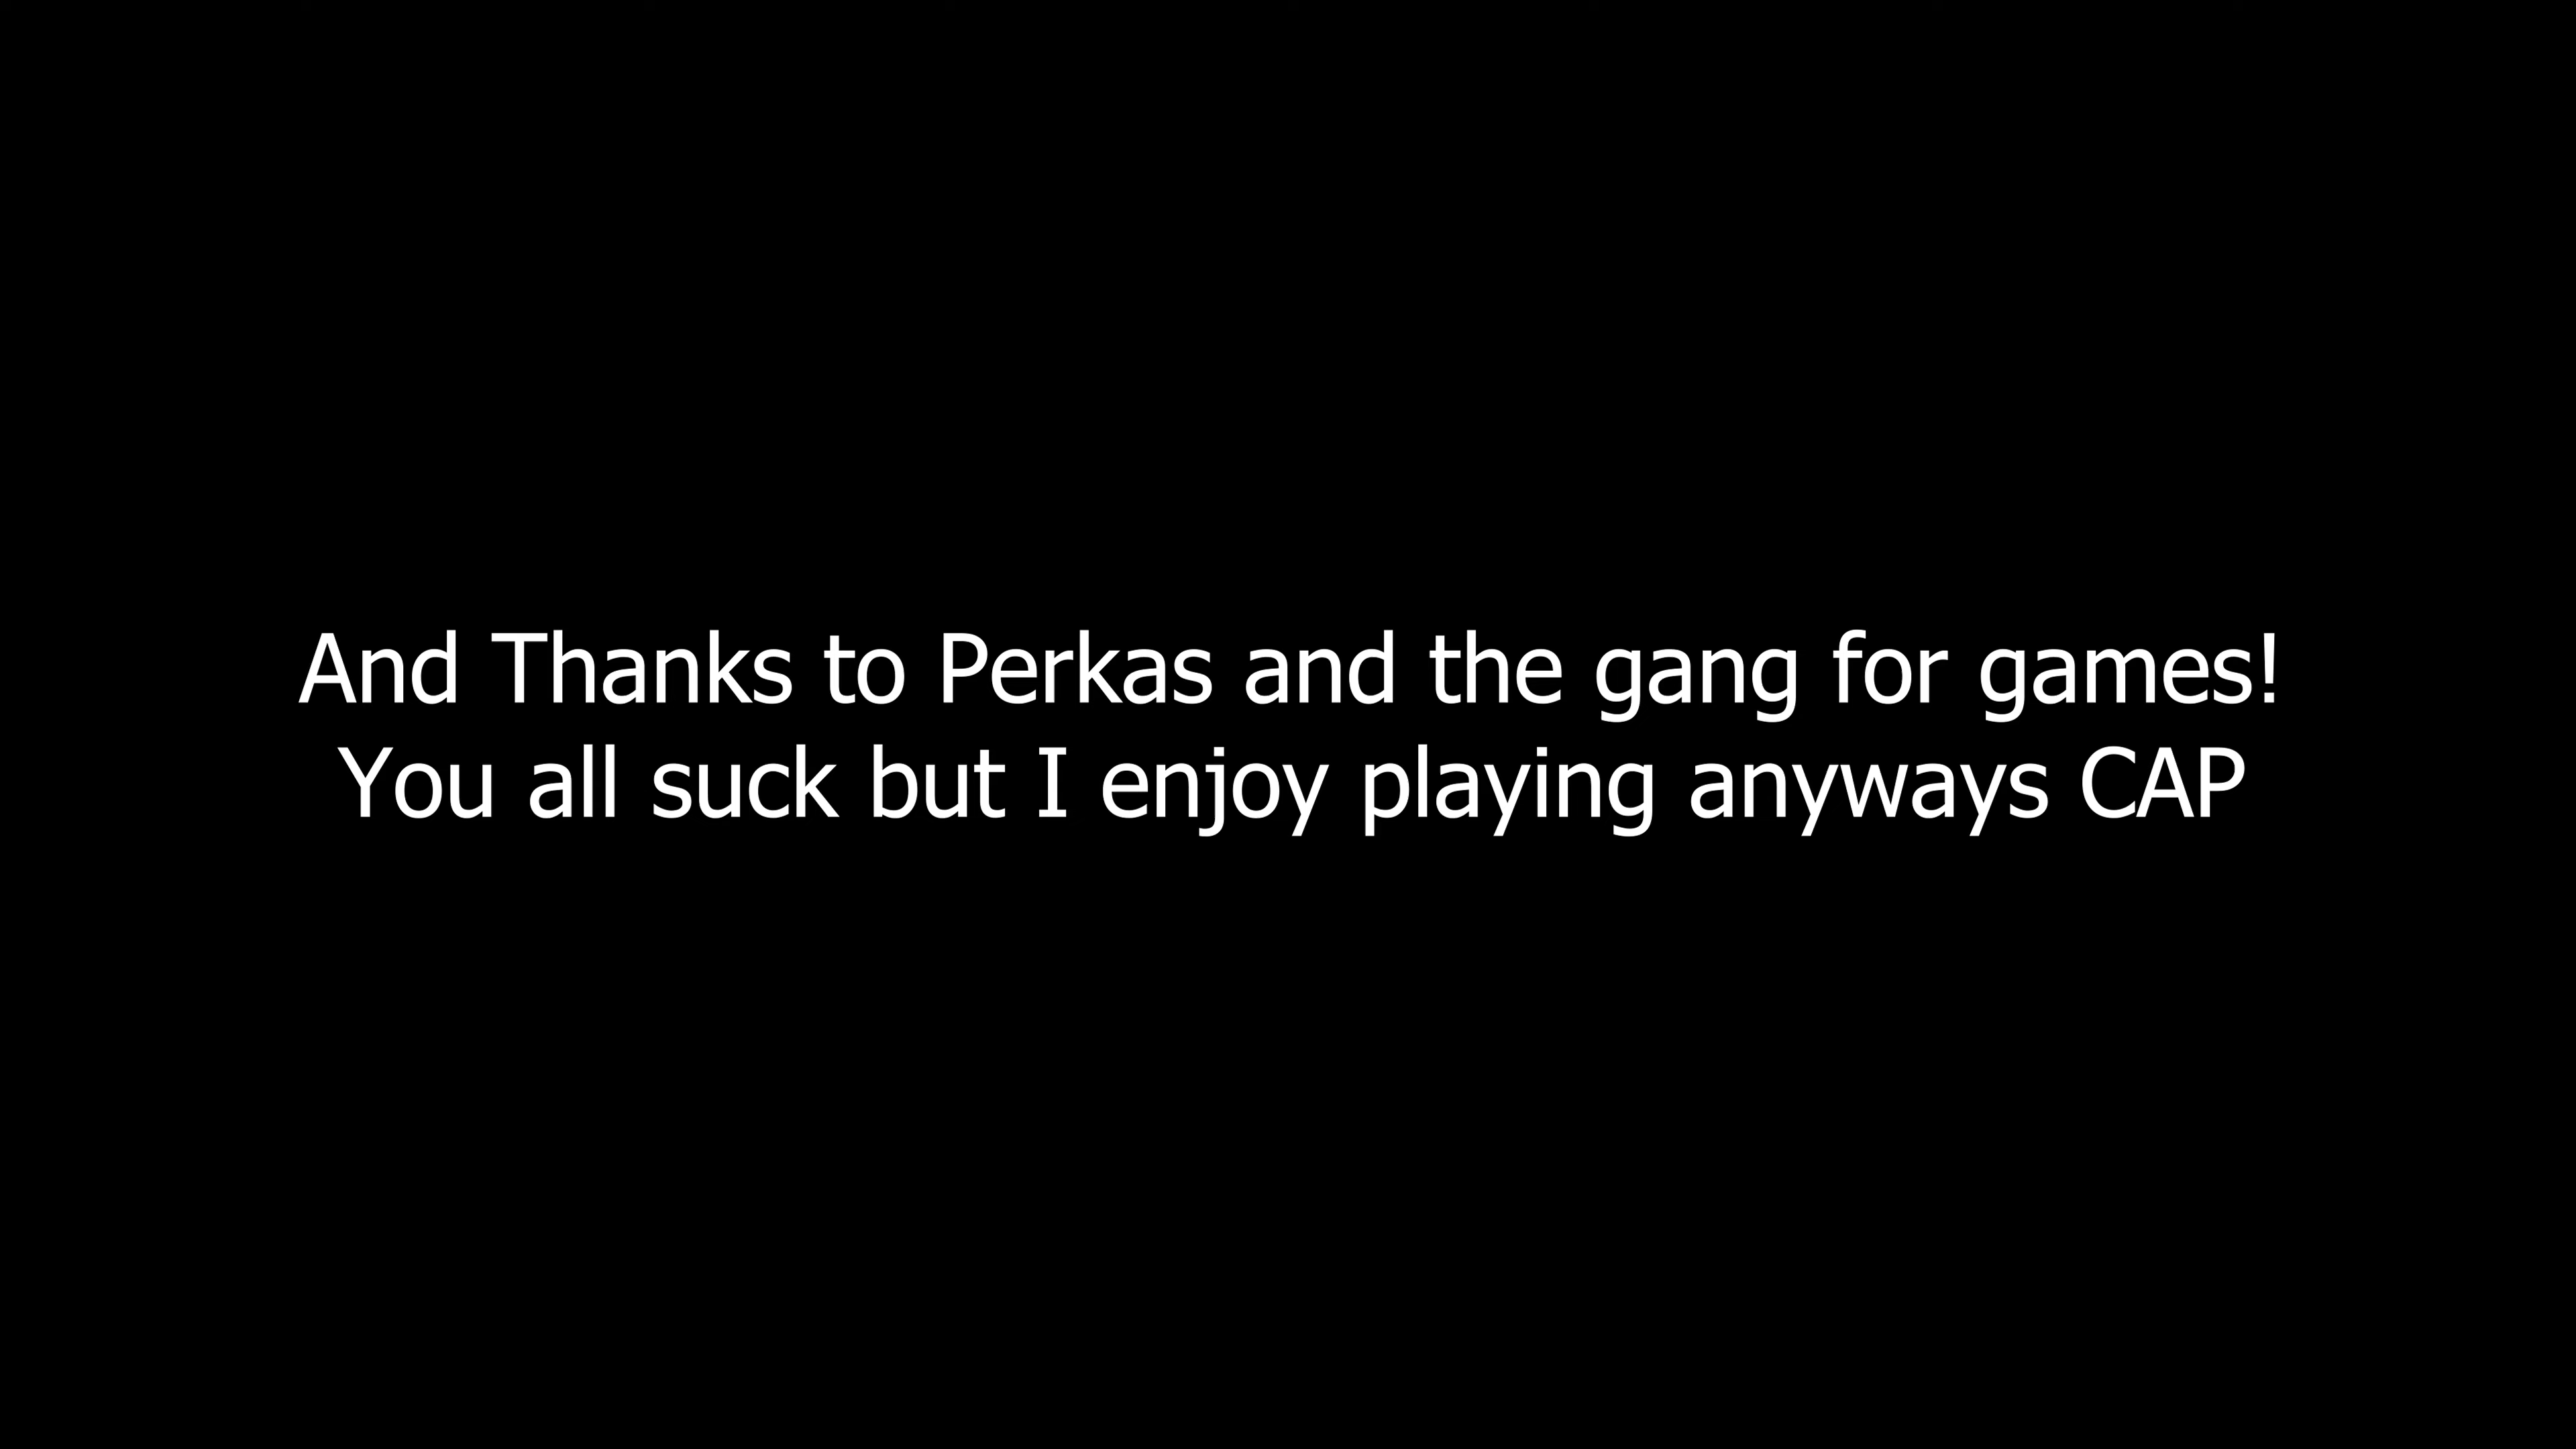 And Thanks to Perkas and the gang for games!
You all suck but I enjoy playing anyways CAP